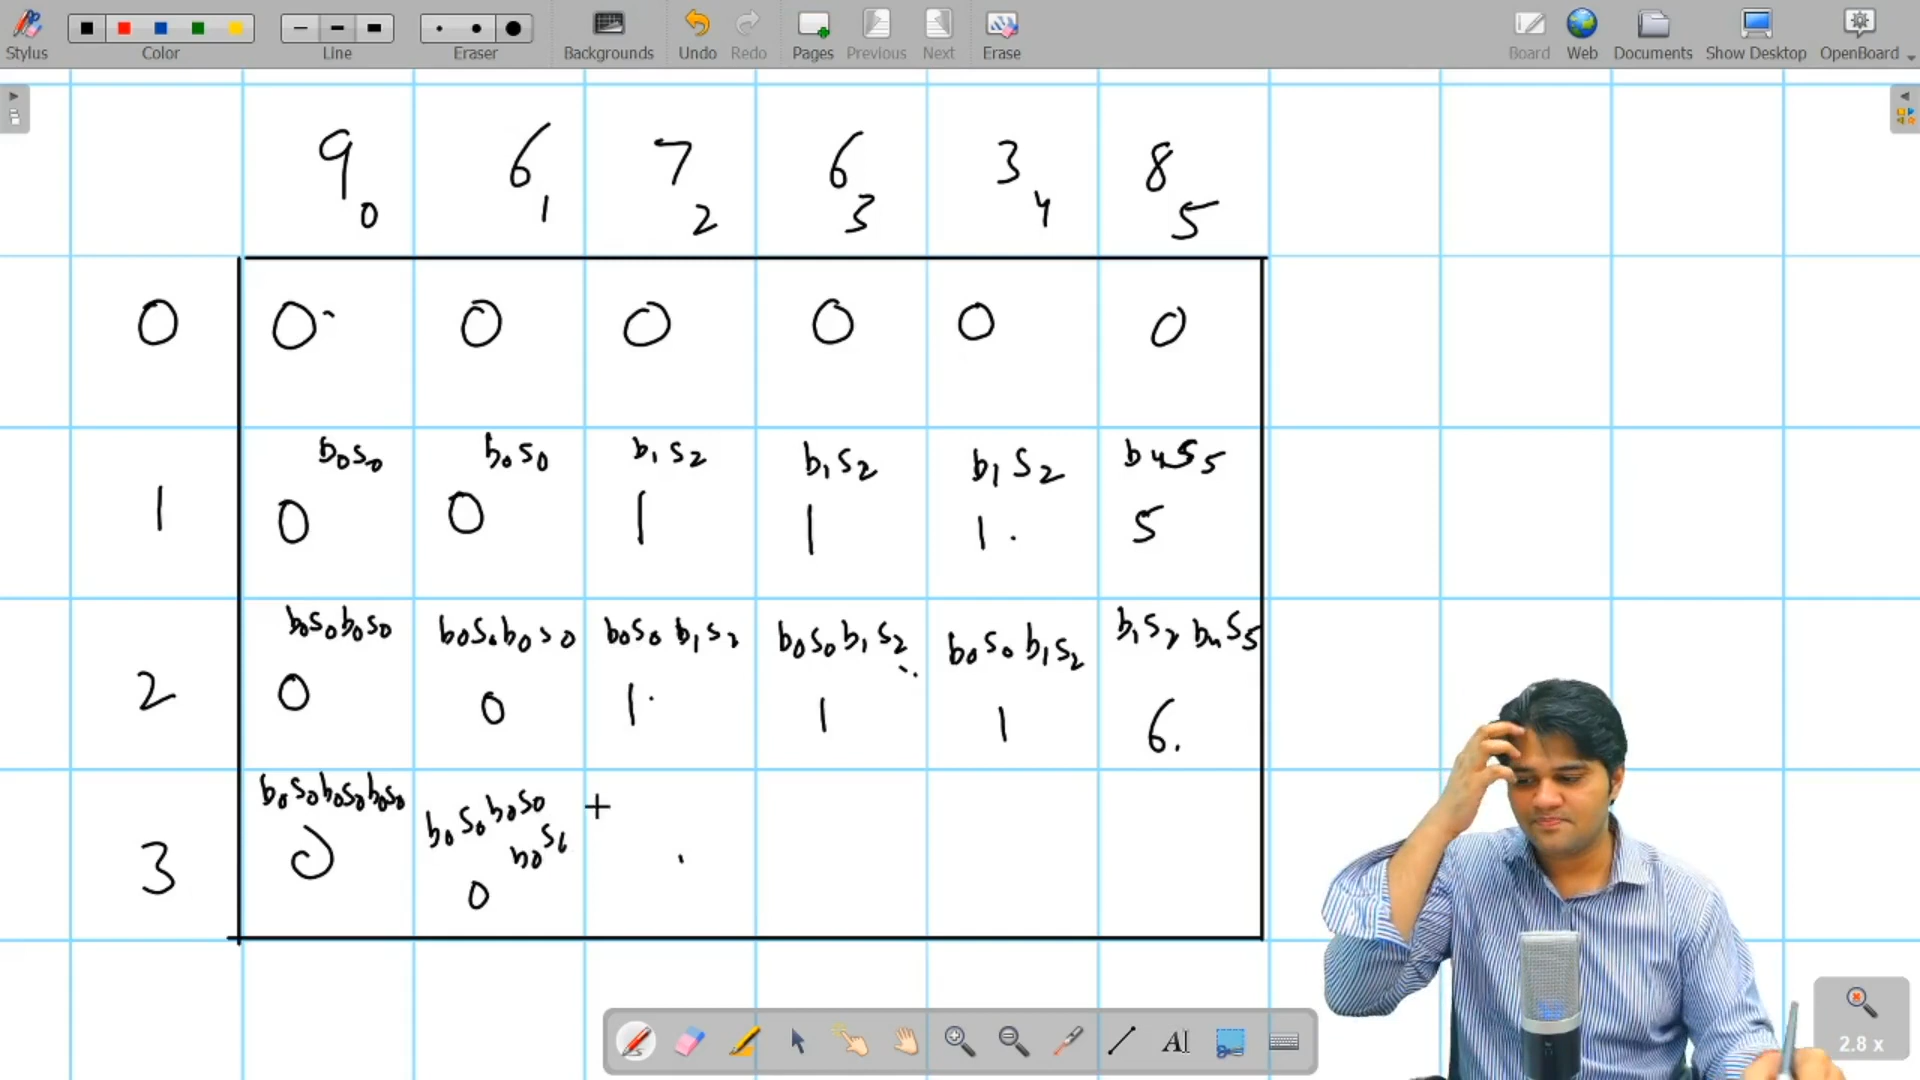 Stylus Color Line Eraser Backgrounds Undo Redo Pages Previous Next Erase Board Web Documents Show Desktop OpenBoard
9 6 7 6 3 8
0 1 2 3 4 5
0 0 0 0 0 0 0
b0s0 b0s0 b1s2 b1s2 b1s2 b4s5
1 0 0 1 1 1 5
b0s0b0s0 b0s0b0s0 b0s0b1s2 b0s0b1s2 b0s0b1s2 b1s2b4s5
2 0 0 1 1 1 6
b0s0b0s0b0s0 b0s0b0s0
b0s0
3 0 0
AI
2.8 x